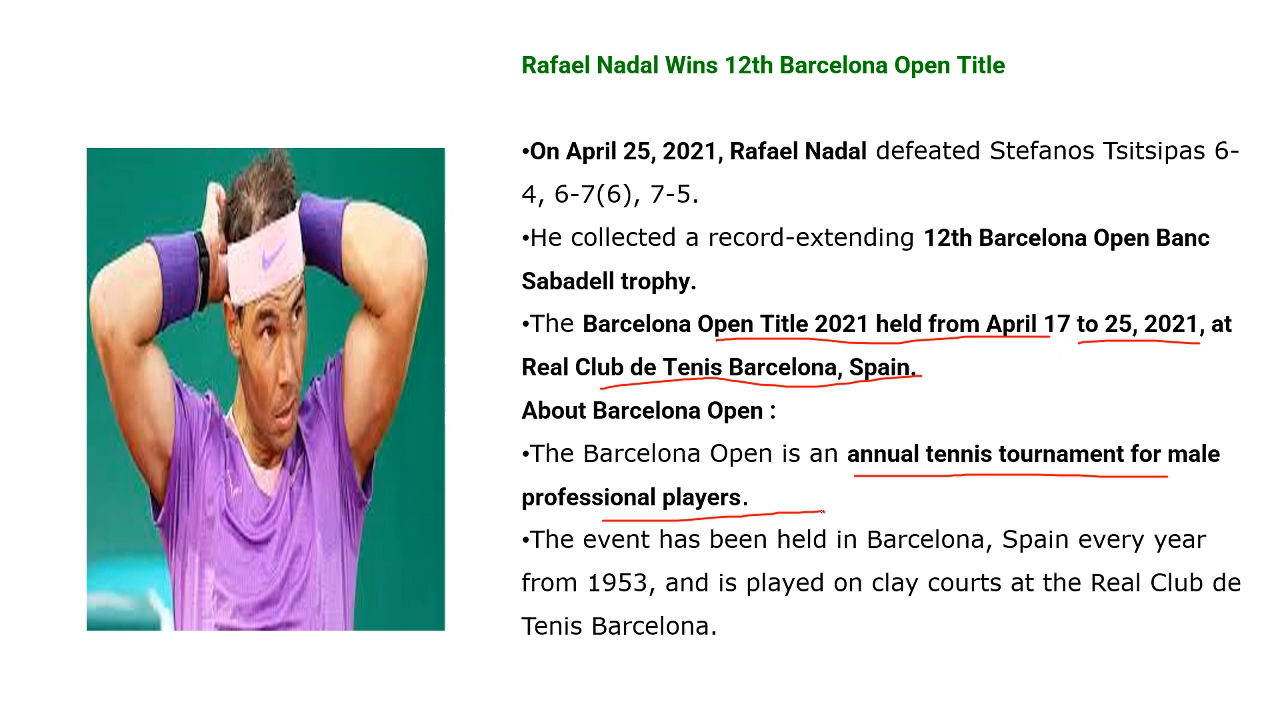 Rafael Nadal Wins 12th Barcelona Open Title
•On April 25, 2021, Rafael Nadal defeated Stefanos Tsitsipas 6-
4, 6-7(6), 7-5.
•He collected a record-extending 12th Barcelona Open Banc
Sabadell trophy.
•The Barcelona Open Title 2021 held from April 17 to 25, 2021, at
Real Club de Tenis Barcelona, Spain.
About Barcelona Open :
•The Barcelona Open is an annual tennis tournament for male
professional players.
•The event has been held in Barcelona, Spain every year
from 1953, and is played on clay courts at the Real Club de
Tenis Barcelona.